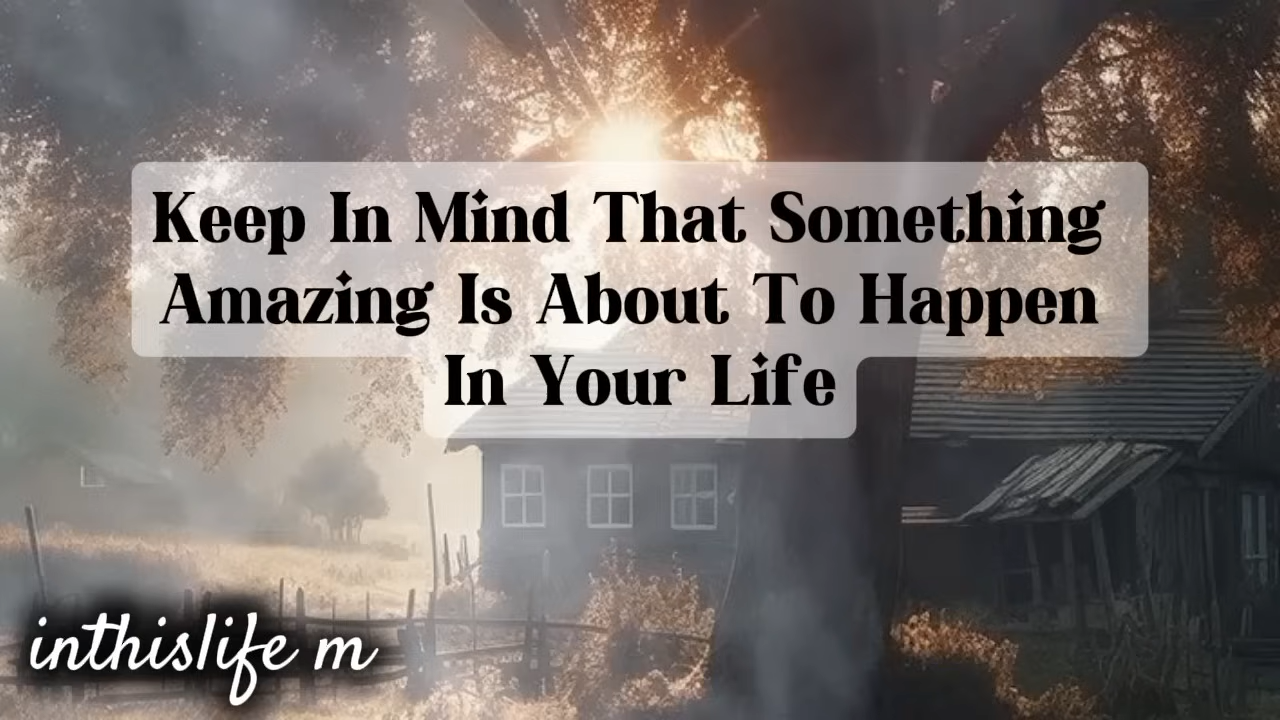 Keep In Mind That Something
Amazing Is About To Happen
In Your Life
inthislife m